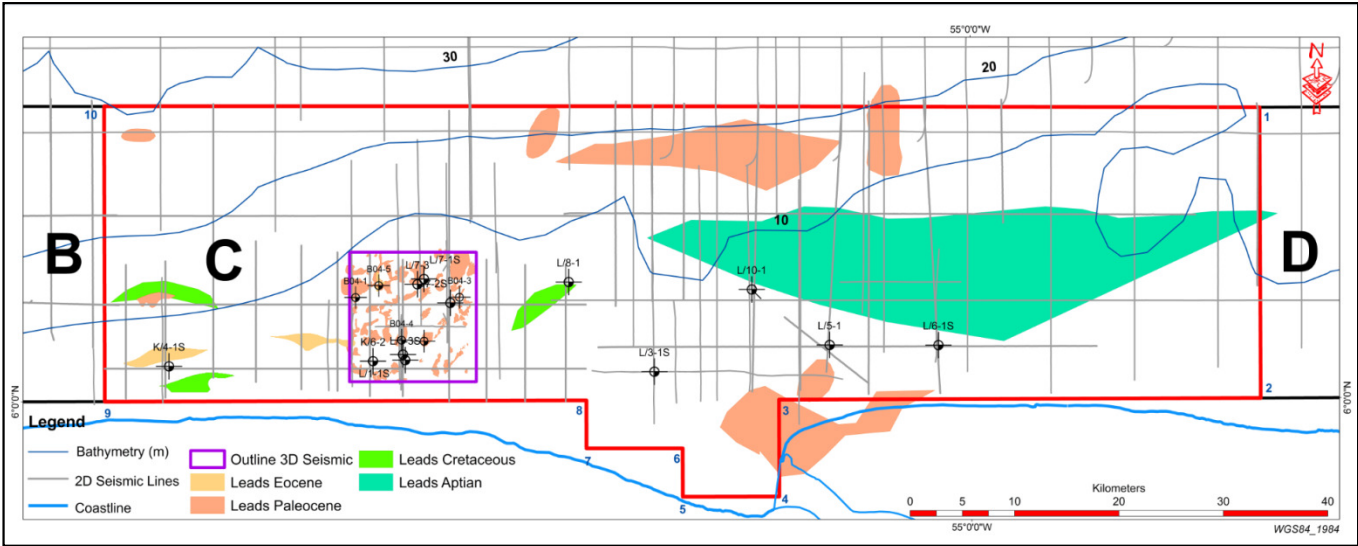 55°0'0"W
N
30
20
10
1
10
B
C
D
L/7-3
L/7-1S
B04-5
B04-1
B04-3
L/8-1
L/10-1
B04-4
K/6-2
L/1-1S
K/4-1S
L/3-1S
L/5-1
L/6-1S
6°0'0"N
9
8
3
2
6°0'0"N
7
6
5
4
Legend
Bathymetry (m)
2D Seismic Lines
Coastline
Outline 3D Seismic
Leads Eocene
Leads Paleocene
Leads Cretaceous
Leads Aptian
Kilometers
0 5 10 20 30 40
55°0'0"W
WGS84_1984